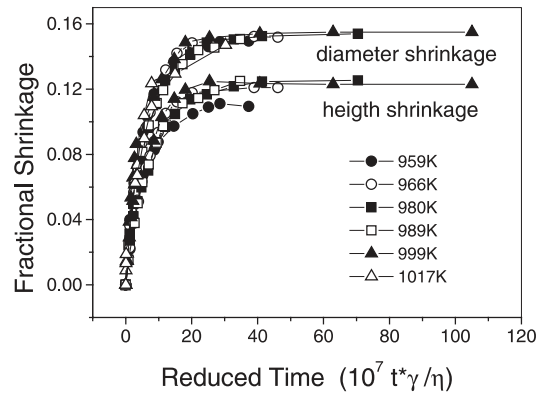 0.16
0.12
0.08
0.04
0.00
Fractional Shrinkage
diameter shrinkage
heigth shrinkage
959K
966K
980K
989K
999K
1017K
0 20 40 60 80 100 120
Reduced Time (10⁷ t*γ/η)